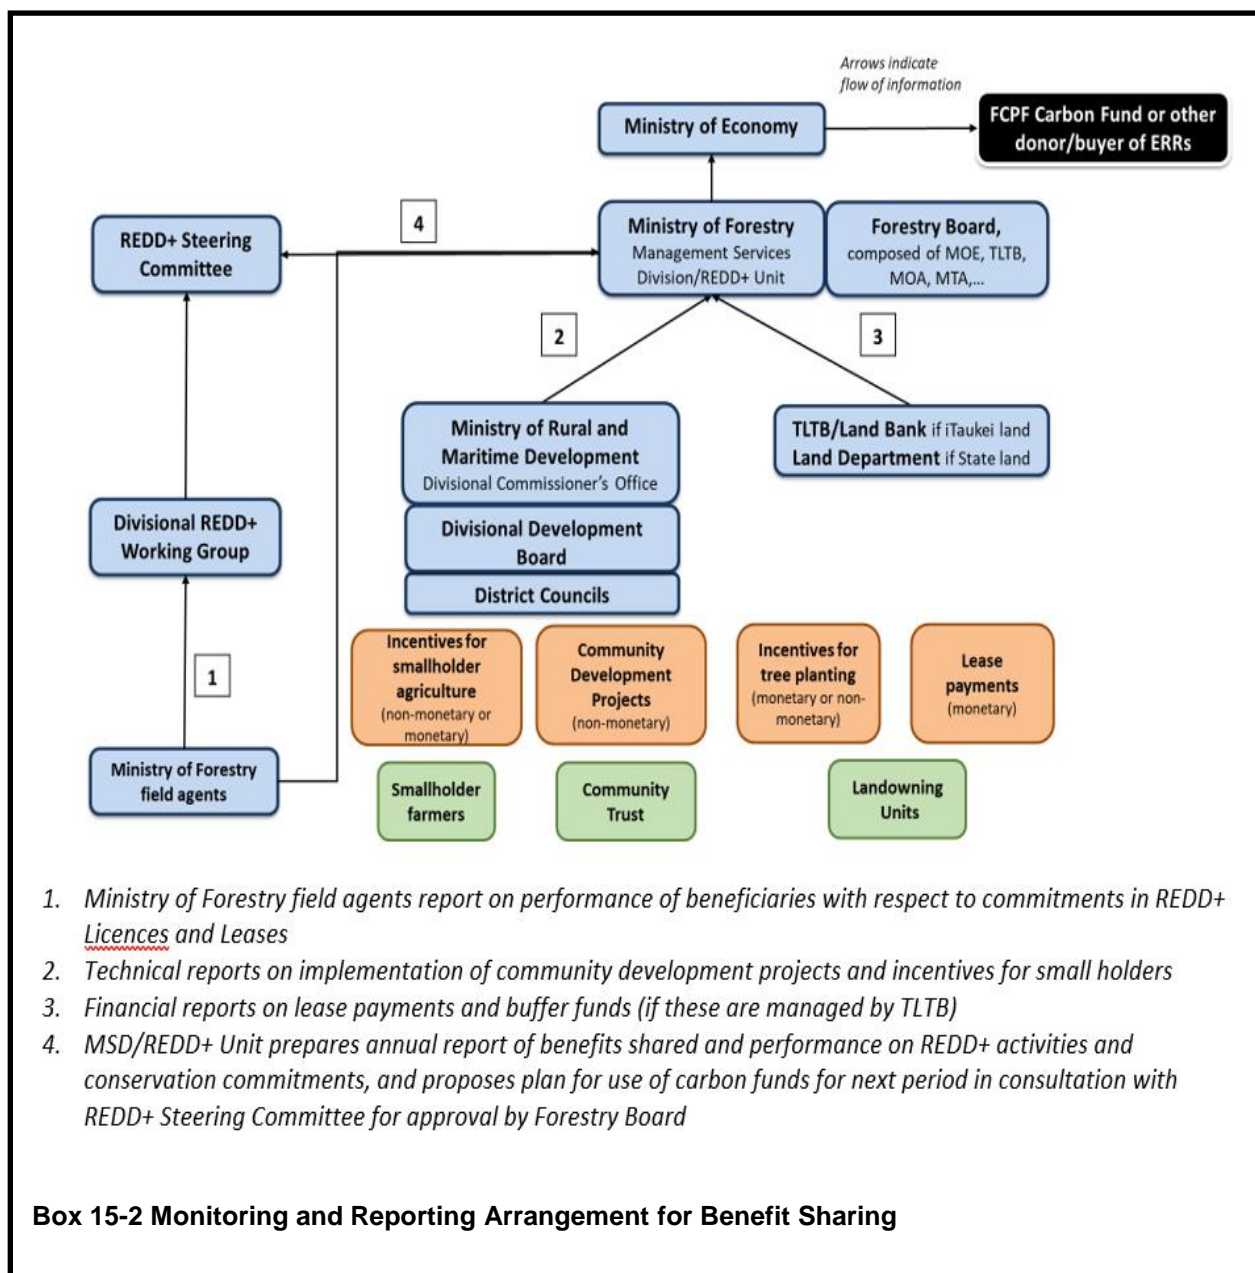 Arrows indicate
flow of information
Ministry of Economy
FCPF Carbon Fund or other
donor/buyer of ERRs
4
REDD+ Steering
Committee
Ministry of Forestry
Management Services
Division/REDD+ Unit
Forestry Board,
composed of MOE, TLTB,
MOA, MTA,...
2
3
Ministry of Rural and
Maritime Development
Divisional Commissioner's Office
TLTB/Land Bank if iTaukei land
Land Department if State land
Divisional REDD+
Working Group
Divisional Development
Board
District Councils
1
Incentives for
smallholder
agriculture
(non-monetary or
monetary)
Community
Development
Projects
(non-monetary)
Incentives for
tree planting
(monetary or non-
monetary)
Lease
payments
(monetary)
Ministry of Forestry
field agents
Smallholder
farmers
Community
Trust
Landowning
Units
1. Ministry of Forestry field agents report on performance of beneficiaries with respect to commitments in REDD+
Licences and Leases
2. Technical reports on implementation of community development projects and incentives for small holders
3. Financial reports on lease payments and buffer funds (if these are managed by TLTB)
4. MSD/REDD+ Unit prepares annual report of benefits shared and performance on REDD+ activities and
conservation commitments, and proposes plan for use of carbon funds for next period in consultation with
REDD+ Steering Committee for approval by Forestry Board
Box 15-2 Monitoring and Reporting Arrangement for Benefit Sharing